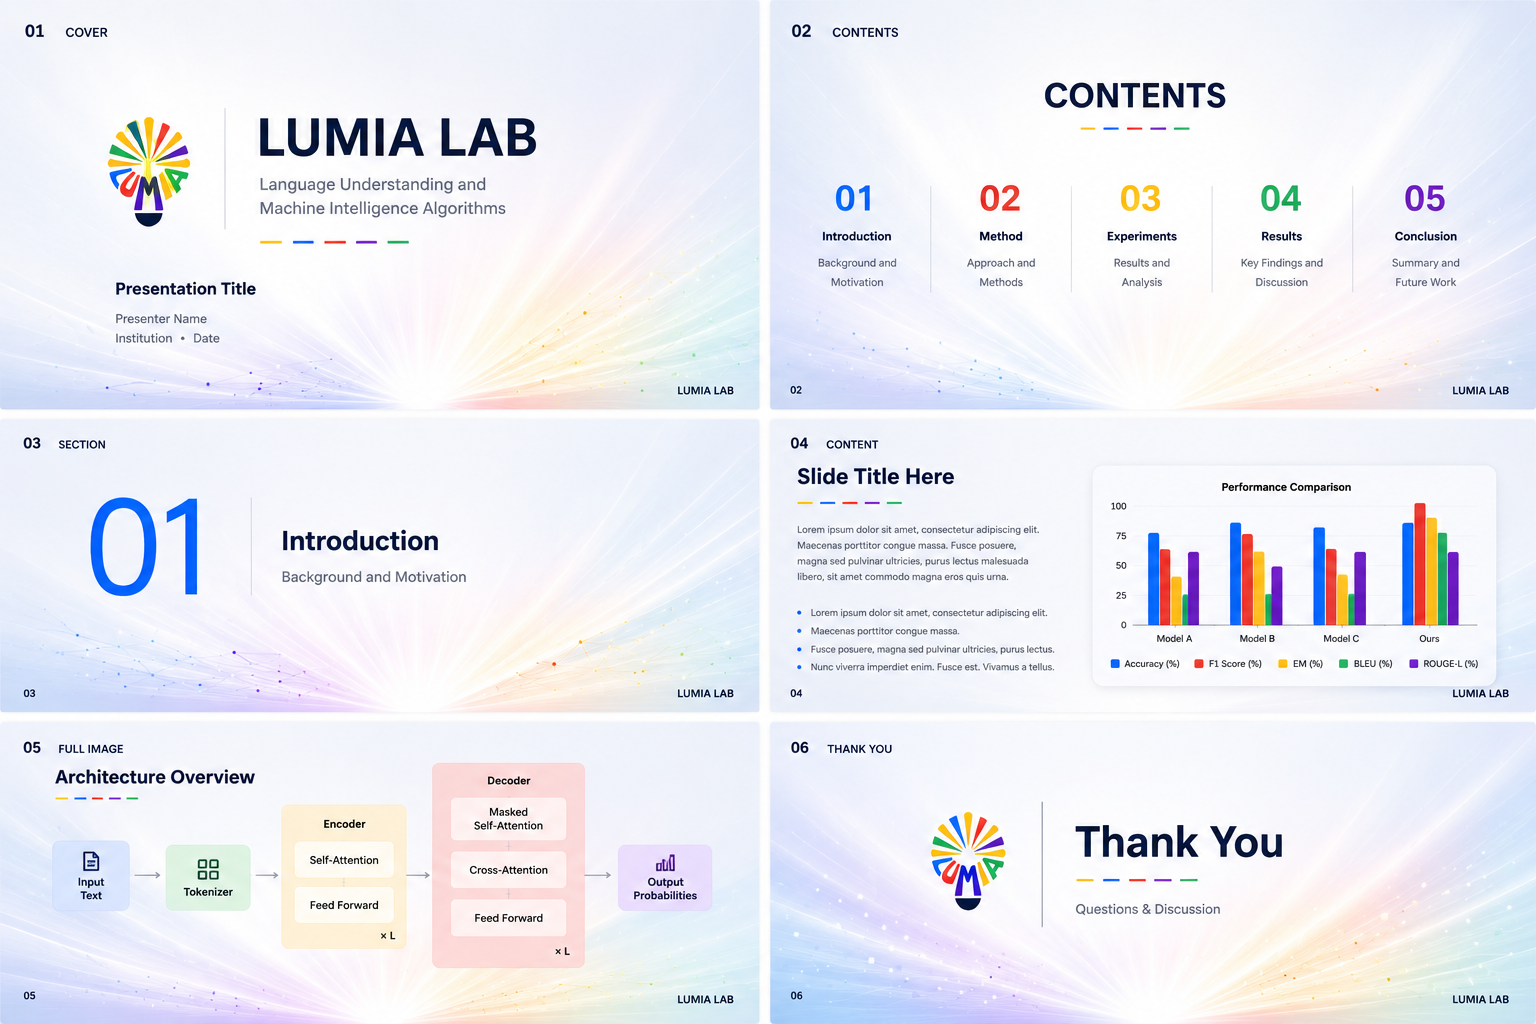 01 COVER
LUMIA
LUMIA LAB
Language Understanding and
Machine Intelligence Algorithms
Presentation Title
Presenter Name
Institution • Date
LUMIA LAB
02 CONTENTS
CONTENTS
01
Introduction
Background and
Motivation
02
Method
Approach and
Methods
03
Experiments
Results and
Analysis
04
Results
Key Findings and
Discussion
05
Conclusion
Summary and
Future Work
02
LUMIA LAB
03 SECTION
01
Introduction
Background and Motivation
03
LUMIA LAB
04 CONTENT
Slide Title Here
Lorem ipsum dolor sit amet, consectetur adipiscing elit.
Maecenas porttitor congue massa. Fusce posuere,
magna sed pulvinar ultricies, purus lectus malesuada
libero, sit amet commodo magna eros quis urna.
• Lorem ipsum dolor sit amet, consectetur adipiscing elit.
• Maecenas porttitor congue massa.
• Fusce posuere, magna sed pulvinar ultricies, purus lectus.
• Nunc viverra imperdiet enim. Fusce est. Vivamus a tellus.
Performance Comparison
100
75
50
25
0
Model A Model B Model C Ours
Accuracy (%) F1 Score (%) EM (%) BLEU (%) ROUGE-L (%)
04
LUMIA LAB
05 FULL IMAGE
Architecture Overview
Input
Text
Tokenizer
Encoder
Self-Attention
Feed Forward
× L
Decoder
Masked
Self-Attention
Cross-Attention
Feed Forward
× L
Output
Probabilities
05
LUMIA LAB
06 THANK YOU
LUMIA
Thank You
Questions & Discussion
06
LUMIA LAB